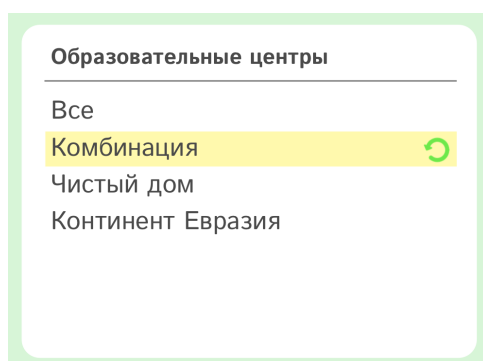 Образовательные центры
Все
Комбинация
Чистый дом
Континент Евразия